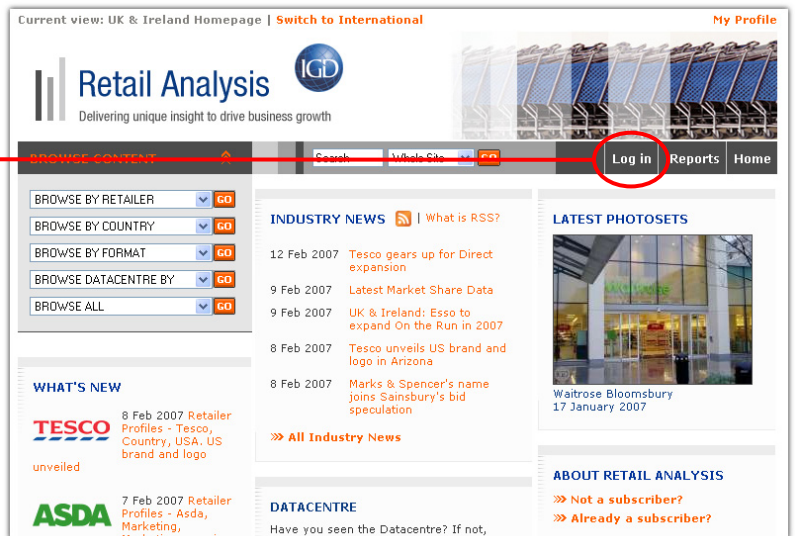 Current view: UK & Ireland Homepage | Switch to International
My Profile
Retail Analysis
IGD
Delivering unique insight to drive business growth
BROWSE CONTENT
Search
Whole Site
GO
Log in
Reports
Home
BROWSE BY RETAILER GO
BROWSE BY COUNTRY GO
BROWSE BY FORMAT GO
BROWSE DATACENTRE BY GO
BROWSE ALL GO
WHAT'S NEW
TESCO
8 Feb 2007 Retailer
Profiles - Tesco,
Country, USA. US
brand and logo
unveiled
ASDA
7 Feb 2007 Retailer
Profiles - Asda,
Marketing,
INDUSTRY NEWS | What is RSS?
12 Feb 2007 Tesco gears up for Direct
expansion
9 Feb 2007 Latest Market Share Data
9 Feb 2007 UK & Ireland: Esso to
expand On the Run in 2007
8 Feb 2007 Tesco unveils US brand and
logo in Arizona
8 Feb 2007 Marks & Spencer's name
joins Sainsbury's bid
speculation
>>> All Industry News
DATACENTRE
Have you seen the Datacentre? If not,
LATEST PHOTOSETS
Waitrose
Waitrose Bloomsbury
17 January 2007
ABOUT RETAIL ANALYSIS
>>> Not a subscriber?
>>> Already a subscriber?